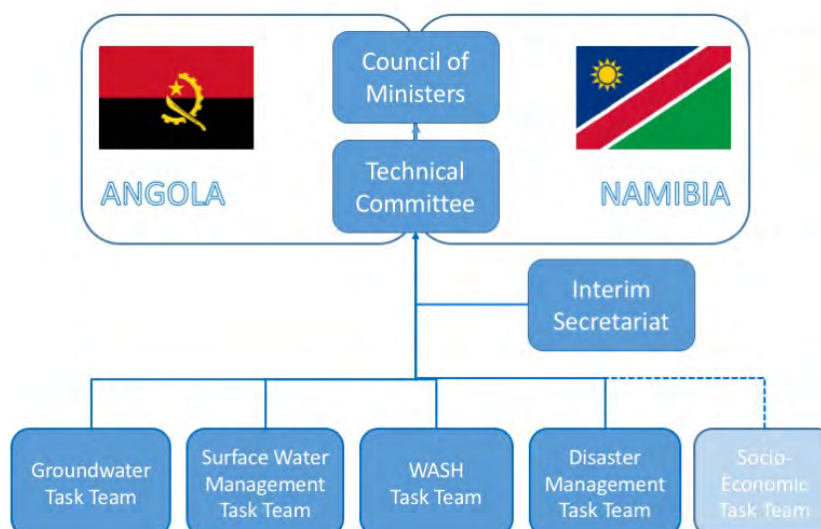 Council of
Ministers
ANGOLA
Technical
Committee
NAMIBIA
Interim
Secretariat
Groundwater
Task Team
Surface Water
Management
Task Team
WASH
Task Team
Disaster
Management
Task Team
Socio-
Economic
Task Team